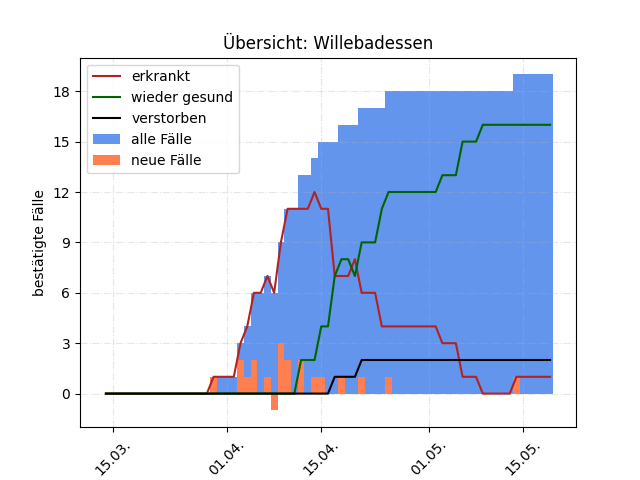 Übersicht: Willebadessen
erkrankt
wieder gesund
verstorben
alle Fälle
neue Fälle
bestätigte Fälle
18
15
12
9
6
3
0
15.03.
01.04.
15.04.
01.05.
15.05.